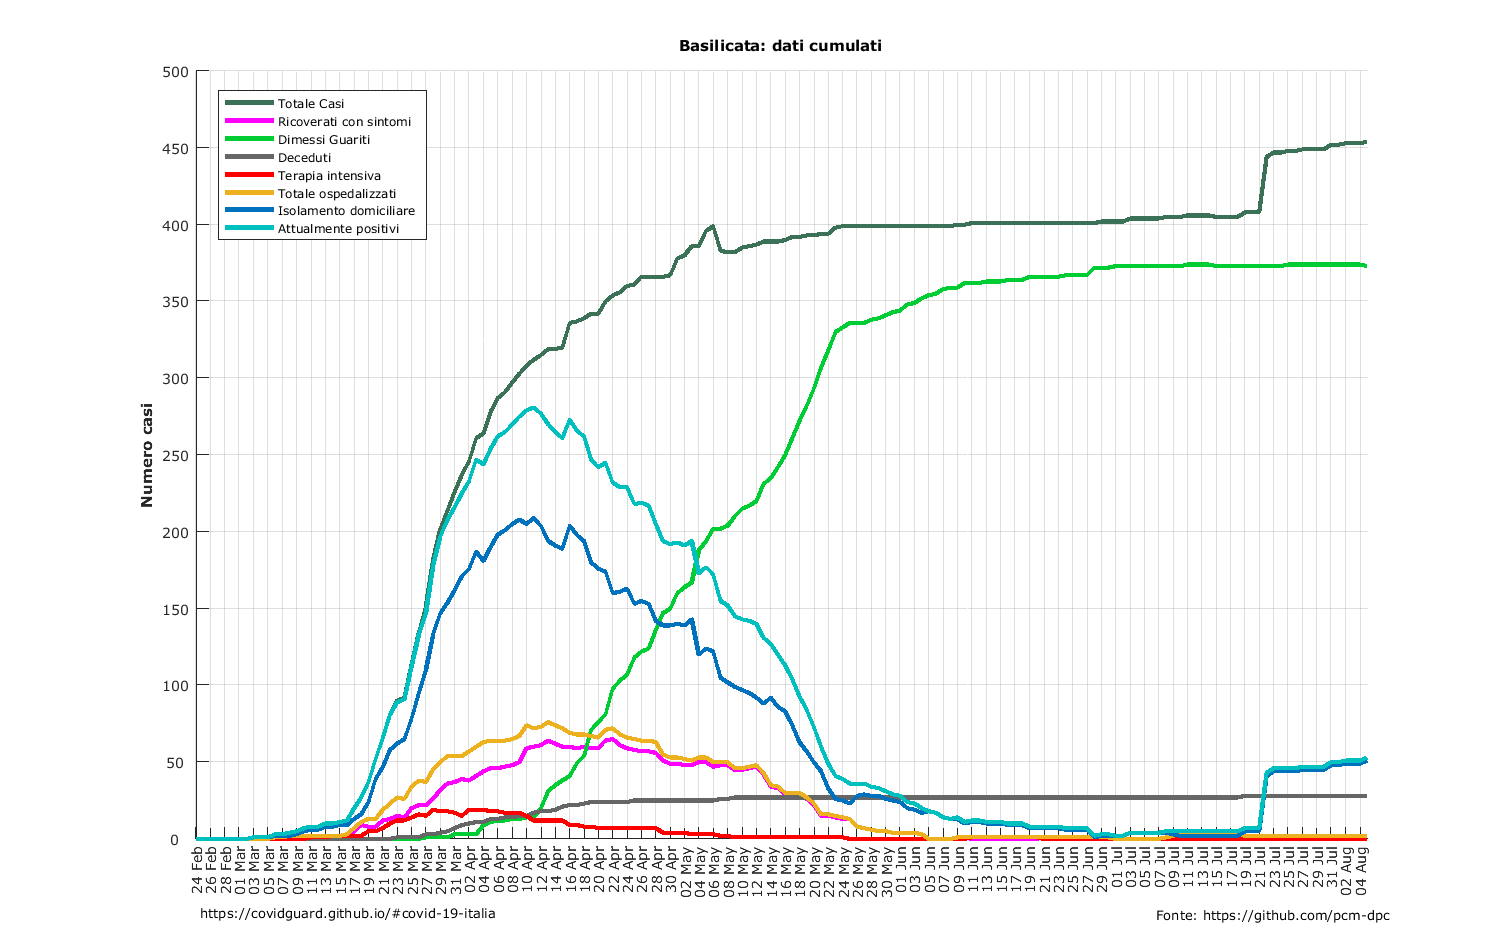 Basilicata: dati cumulati
500
450
400
350
300
250
200
150
100
50
0
Numero casi
Totale Casi
Ricoverati con sintomi
Dimessi Guariti
Deceduti
Terapia intensiva
Totale ospedalizzati
Isolamento domiciliare
Attualmente positivi
24 Feb
26 Feb
28 Feb
01 Mar
03 Mar
05 Mar
07 Mar
09 Mar
11 Mar
13 Mar
15 Mar
17 Mar
19 Mar
21 Mar
23 Mar
25 Mar
27 Mar
29 Mar
31 Mar
02 Apr
04 Apr
06 Apr
08 Apr
10 Apr
12 Apr
14 Apr
16 Apr
18 Apr
20 Apr
22 Apr
24 Apr
26 Apr
28 Apr
30 Apr
02 May
04 May
06 May
08 May
10 May
12 May
14 May
16 May
18 May
20 May
22 May
24 May
26 May
28 May
30 May
01 Jun
03 Jun
05 Jun
07 Jun
09 Jun
11 Jun
13 Jun
15 Jun
17 Jun
19 Jun
21 Jun
23 Jun
25 Jun
27 Jun
29 Jun
01 Jul
03 Jul
05 Jul
07 Jul
09 Jul
11 Jul
13 Jul
15 Jul
17 Jul
19 Jul
21 Jul
23 Jul
25 Jul
27 Jul
29 Jul
31 Jul
02 Aug
04 Aug
https://covidguard.github.io/#covid-19-italia
Fonte: https://github.com/pcm-dpc